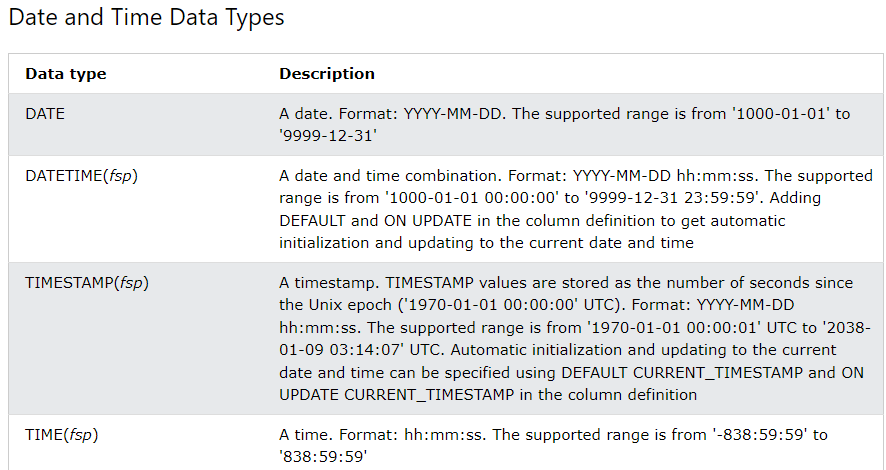 Date and Time Data Types
Data type Description
DATE A date. Format: YYYY-MM-DD. The supported range is from '1000-01-01' to
'9999-12-31'
DATETIME(fsp) A date and time combination. Format: YYYY-MM-DD hh:mm:ss. The supported
range is from '1000-01-01 00:00:00' to '9999-12-31 23:59:59'. Adding
DEFAULT and ON UPDATE in the column definition to get automatic
initialization and updating to the current date and time
TIMESTAMP(fsp) A timestamp. TIMESTAMP values are stored as the number of seconds since
the Unix epoch ('1970-01-01 00:00:00' UTC). Format: YYYY-MM-DD
hh:mm:ss. The supported range is from '1970-01-01 00:00:01' UTC to '2038-
01-09 03:14:07' UTC. Automatic initialization and updating to the current
date and time can be specified using DEFAULT CURRENT_TIMESTAMP and ON
UPDATE CURRENT_TIMESTAMP in the column definition
TIME(fsp) A time. Format: hh:mm:ss. The supported range is from '-838:59:59' to
'838:59:59'